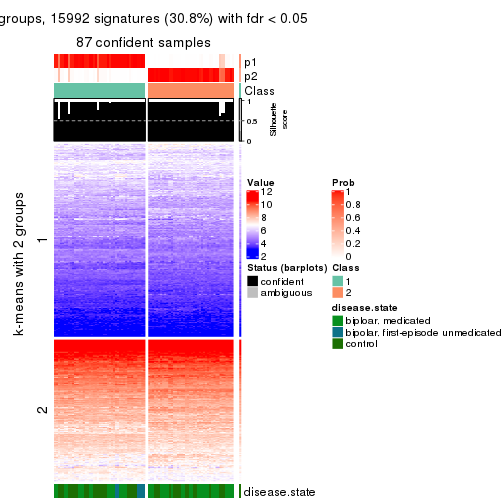 groups, 15992 signatures (30.8%) with fdr < 0.05
87 confident samples
p1
p2
Class
1
0.5
0
Silhouette
score
k-means with 2 groups
1
2
Value
12
10
8
6
4
2
Prob
1
0.8
0.6
0.4
0.2
0
Status (barplots)
confident
ambiguous
Class
1
2
disease.state
biploar. medicated
bipolar. first-episode unmedicated
control
disease.state